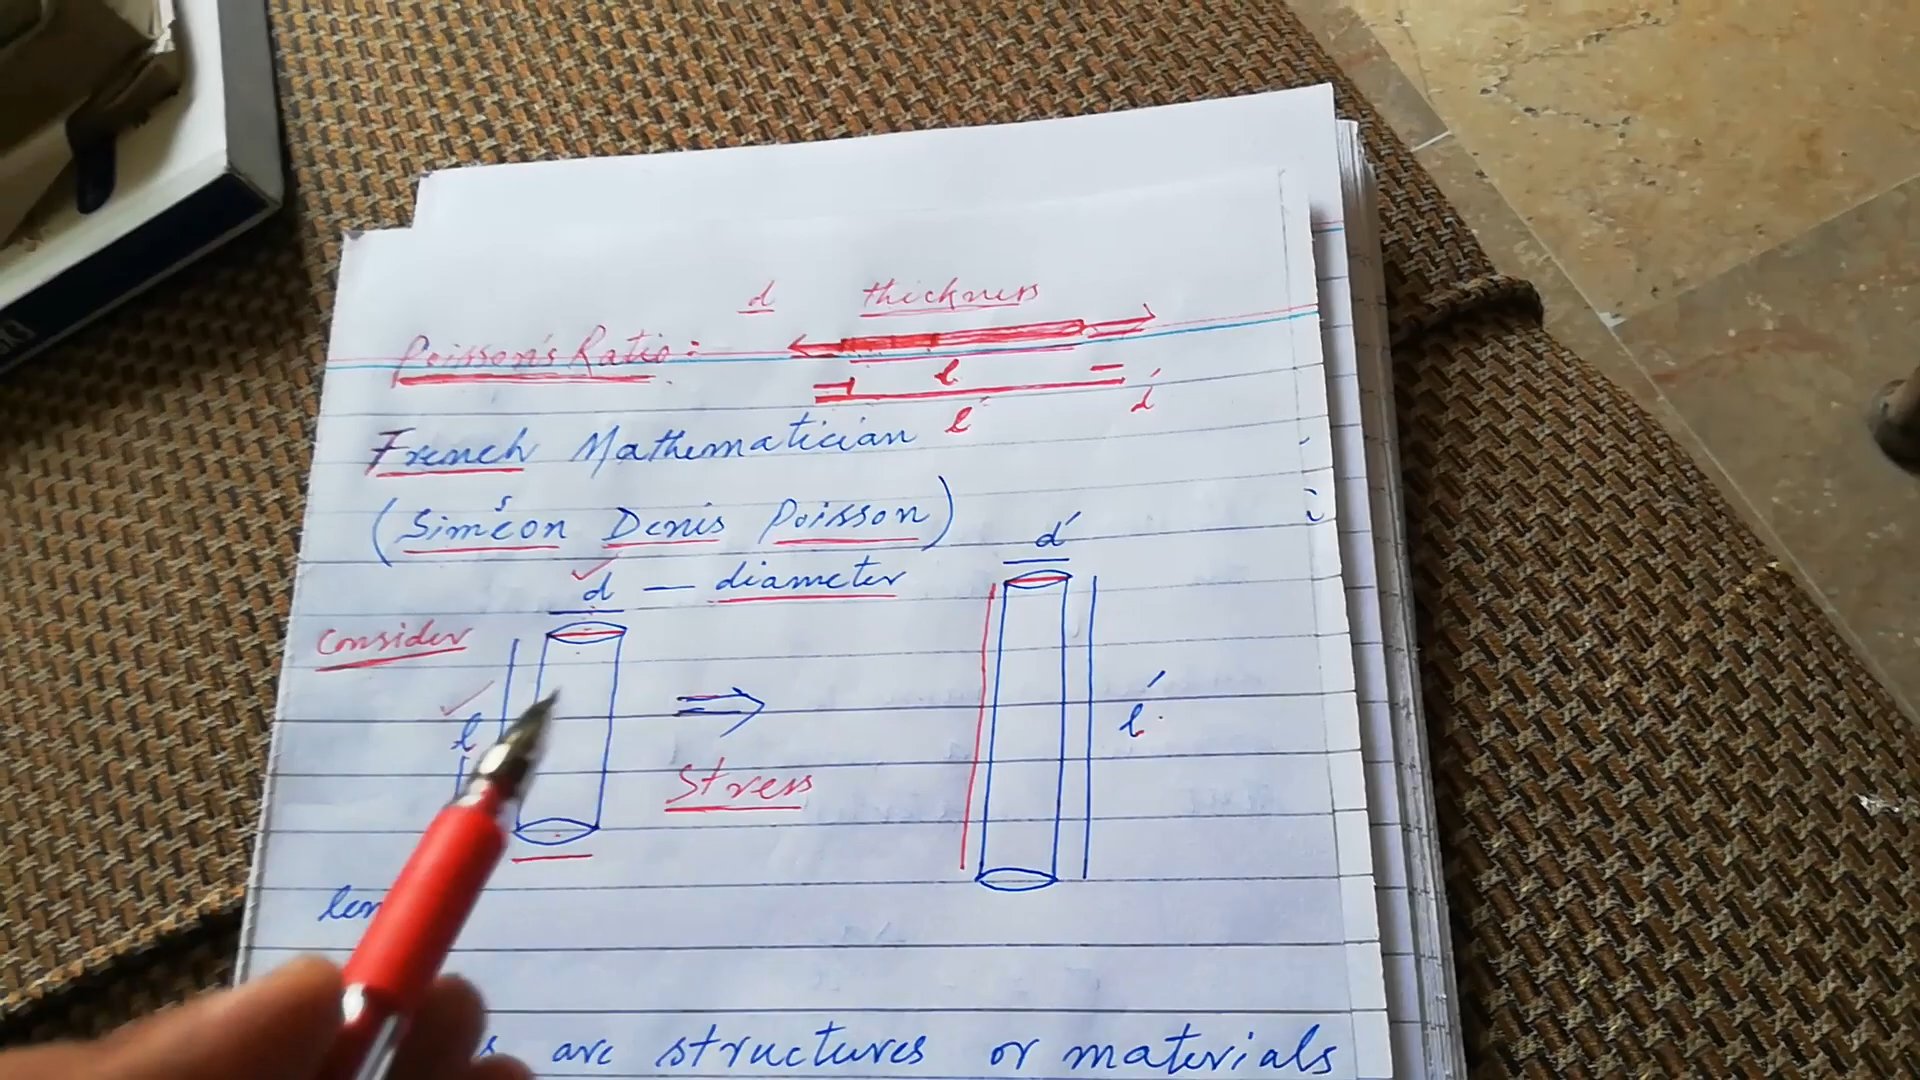 d thickness
Poisson's Ratio:
l
l' d'
French Mathematician
(Siméon Denis Poisson)
d'
d — diameter
Consider
l
l'
Stress
are structures or materials